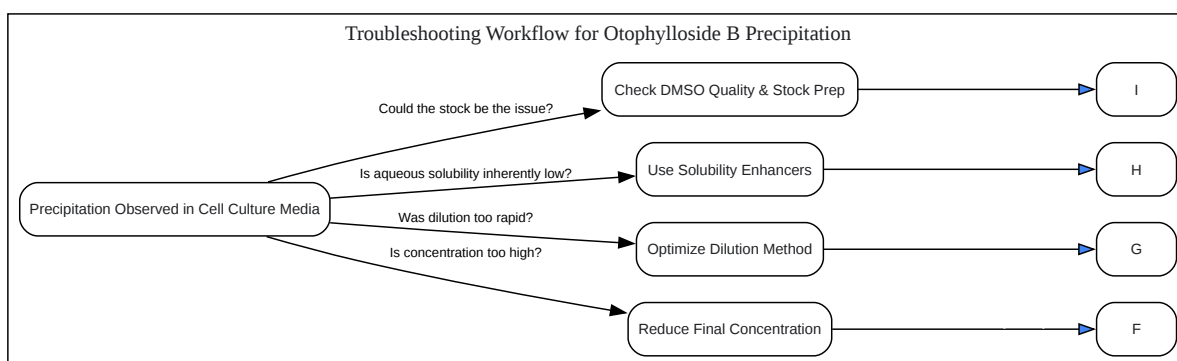 Troubleshooting Workflow for Otophylloside B Precipitation
Could the stock be the issue?
Check DMSO Quality & Stock Prep
I
Is aqueous solubility inherently low?
Use Solubility Enhancers
H
Precipitation Observed in Cell Culture Media
Was dilution too rapid?
Optimize Dilution Method
G
Is concentration too high?
Reduce Final Concentration
F